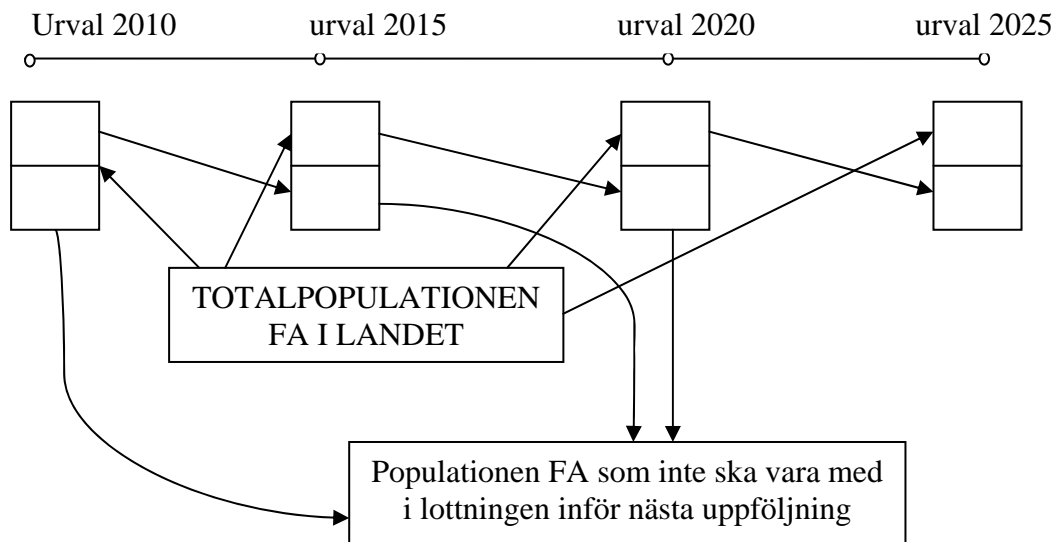 Urval 2010 urval 2015 urval 2020 urval 2025
TOTALPOPULATIONEN
FA I LANDET
Populationen FA som inte ska vara med
i lottningen inför nästa uppföljning